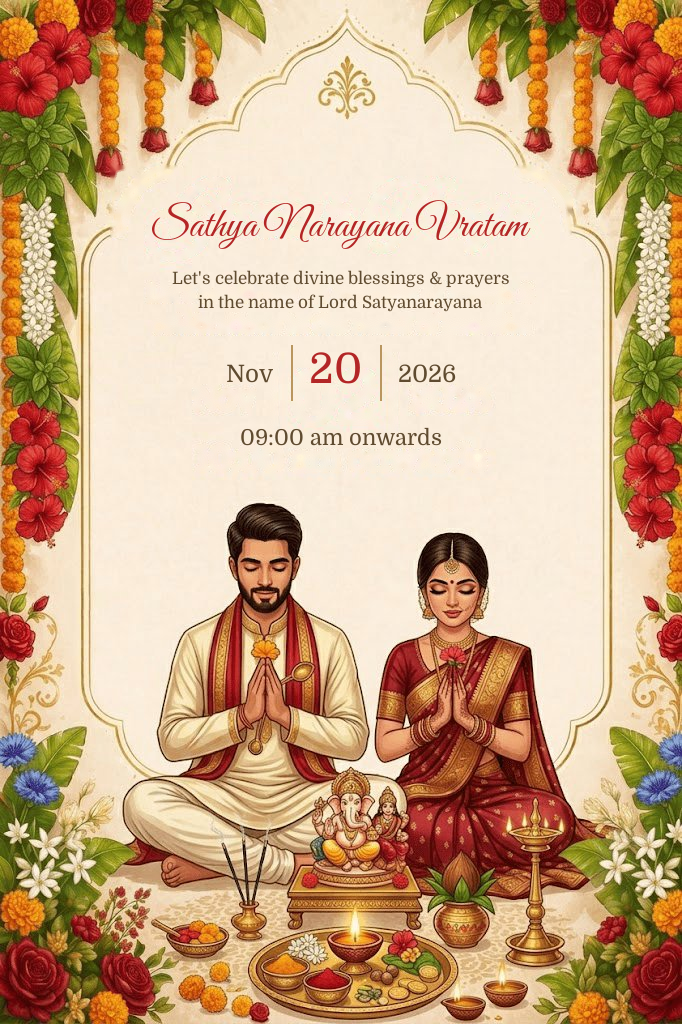 Sathya Narayana Vratam
Let's celebrate divine blessings & prayers
in the name of Lord Satyanarayana
Nov 20 2026
09:00 am onwards